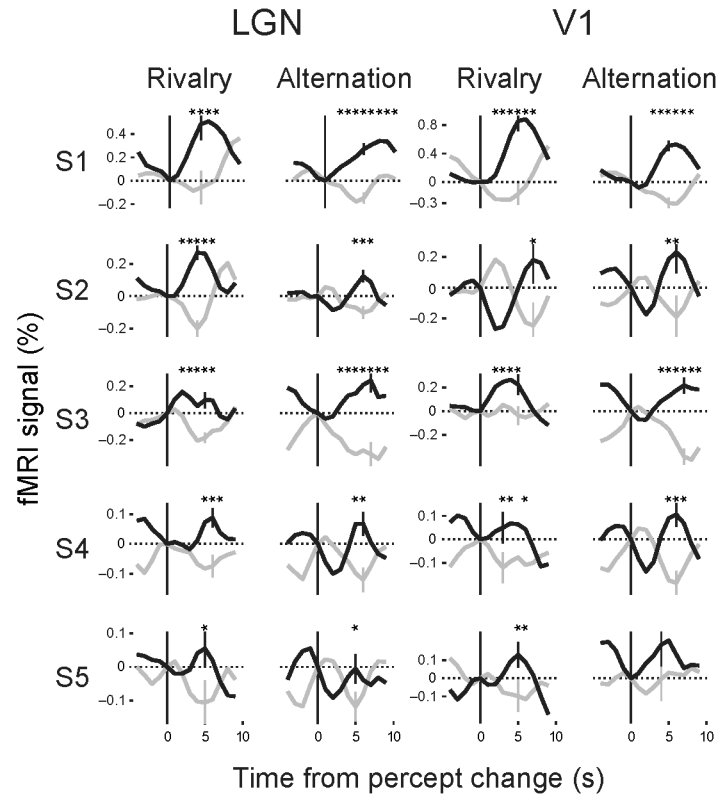 LGN V1
Rivalry Alternation Rivalry Alternation
**** ******** ****** ******
S1
0.4
0.2
0
–0.2
0.8
0.4
0
–0.3
***** *** * **
S2
0.2
0
–0.2
0.2
0
–0.2
***** ******* **** ******
S3
0.2
0
–0.2
0.2
0
–0.2
*** ** ** * ***
S4
0.1
0
–0.1
0.1
0
–0.1
* * **
S5
0.1
0
–0.1
0.1
0
–0.1
0 5 10 0 5 10 0 5 10 0 5 10
fMRI signal (%)
Time from percept change (s)